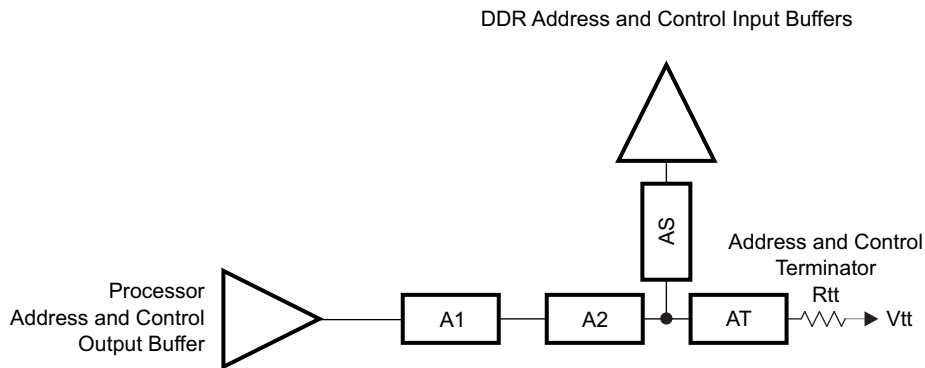 DDR Address and Control Input Buffers
AS
Address and Control
Terminator
Rtt
Processor
Address and Control
Output Buffer
A1
A2
AT
Vtt